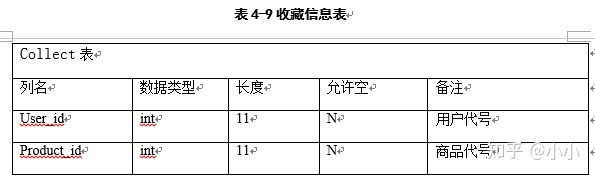 表 4-9 收藏信息表
Collect 表
列名 数据类型 长度 允许空 备注
User_id int 11 N 用户代号
Product_id int 11 N 商品代号
知乎 @小小